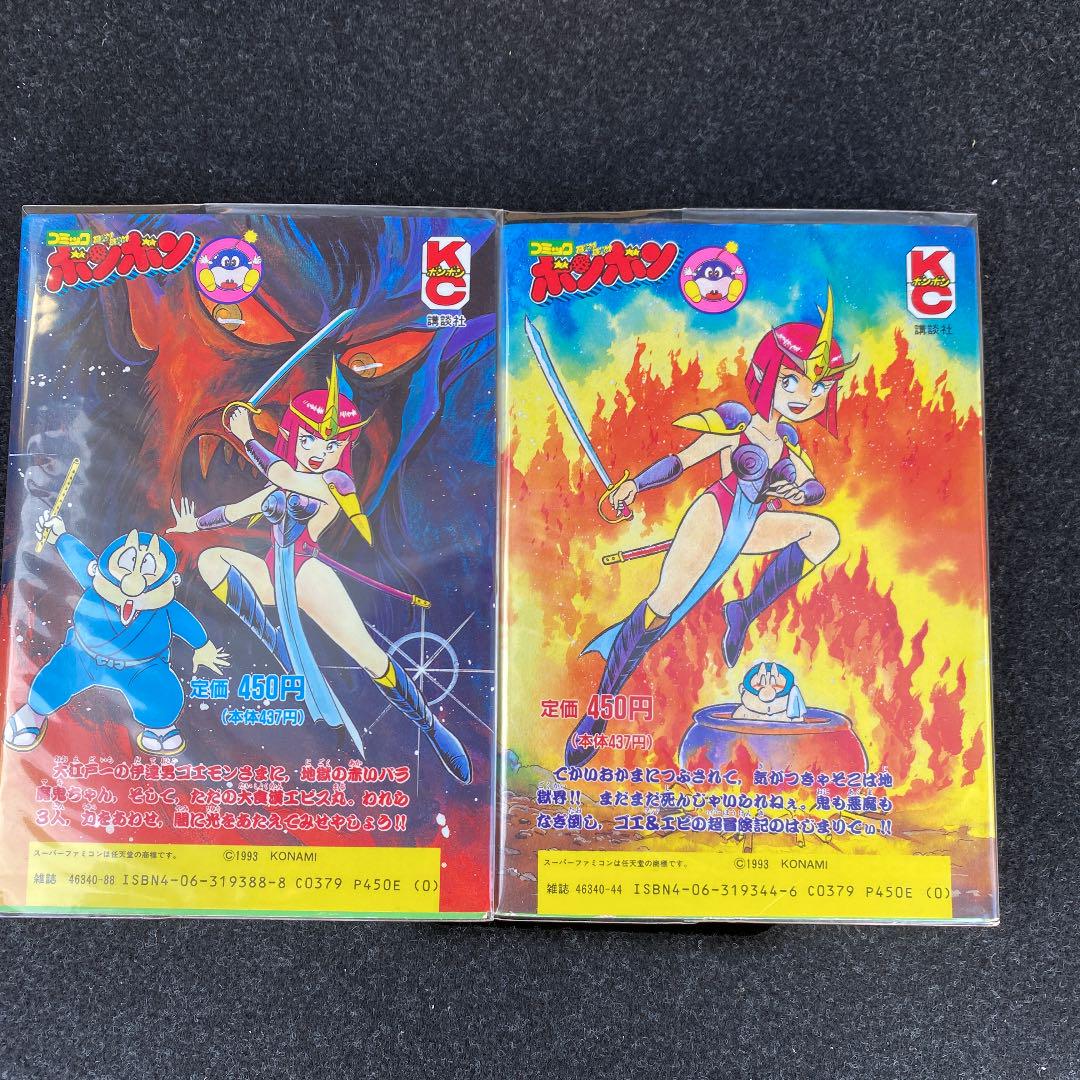 コミック
ボンボン
KC
ボンボン
講談社
定価 450円
(本体437円)
大江戸一の伊達男ゴエモンさまに，地獄の赤いバラ
魔鬼ちゃん，そして，ただの大食漢エビス丸。われら
3人，力をあわせ，闇に光をあたえてみせやしょう!!
スーパーファミコンは任天堂の商標です。 ©1993 KONAMI
雑誌 46340-88 ISBN4-06-319388-8 C0379 P450E (0)
コミック
ボンボン
KC
ボンボン
講談社
定価 450円
(本体437円)
でかいおかまにつぶされて，気がつきゃそこは地
獄界!! まだまだ死んじゃいられねぇ。鬼も悪魔も
なぎ倒し，ゴエ&エビの超冒険記のはじまりでぃ!!
スーパーファミコンは任天堂の商標です。 ©1993 KONAMI
雑誌 46340-44 ISBN4-06-319344-6 C0379 P450E (0)